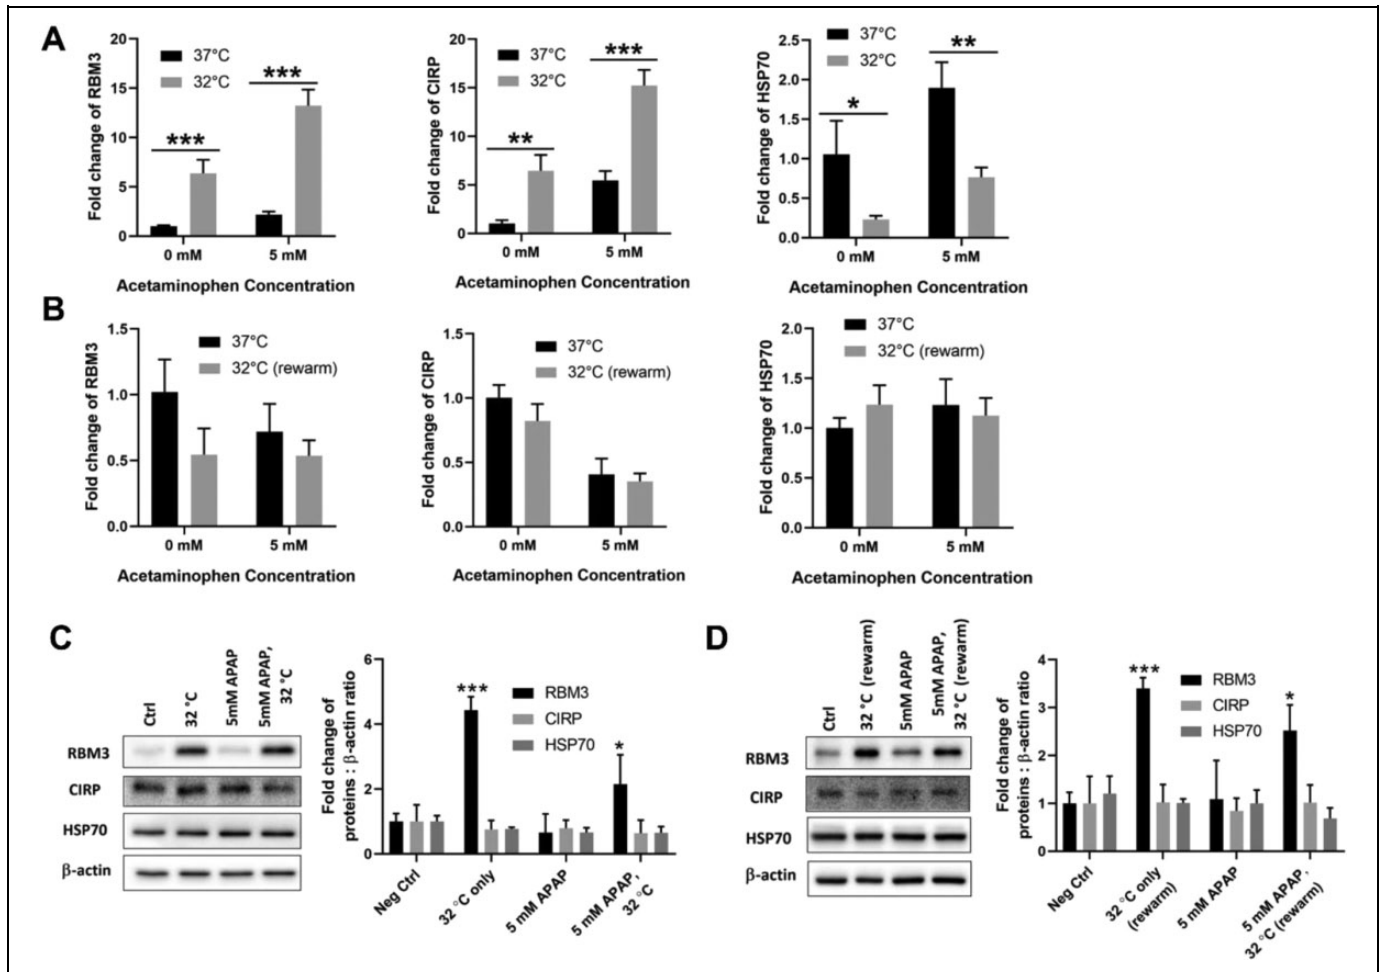 A
Fold change of RBM3
20
15
10
5
0
37°C
32°C
***
***
0 mM
5 mM
Acetaminophen Concentration
Fold change of CIRP
20
15
10
5
0
37°C
32°C
**
***
0 mM
5 mM
Acetaminophen Concentration
Fold change of HSP70
2.5
2.0
1.5
1.0
0.5
0.0
37°C
32°C
*
**
0 mM
5 mM
Acetaminophen Concentration
B
Fold change of RBM3
1.5
1.0
0.5
0.0
37°C
32°C (rewarm)
0 mM
5 mM
Acetaminophen Concentration
Fold change of CIRP
1.5
1.0
0.5
0.0
37°C
32°C (rewarm)
0 mM
5 mM
Acetaminophen Concentration
Fold change of HSP70
2.0
1.5
1.0
0.5
0.0
37°C
32°C (rewarm)
0 mM
5 mM
Acetaminophen Concentration
C
Ctrl
32 °C
5mM APAP
5mM APAP,
32 °C
RBM3
CIRP
HSP70
β-actin
Fold change of
proteins : β-actin ratio
6
4
2
0
***
*
RBM3
CIRP
HSP70
Neg Ctrl
32 °C only
5 mM APAP
5 mM APAP,
32 °C
D
Ctrl
32 °C (rewarm)
5mM APAP
5mM APAP,
32 °C (rewarm)
RBM3
CIRP
HSP70
β-actin
Fold change of
proteins : β-actin ratio
4
3
2
1
0
***
*
RBM3
CIRP
HSP70
Neg Ctrl
32 °C only
(rewarm)
5 mM APAP
5 mM APAP,
32 °C (rewarm)